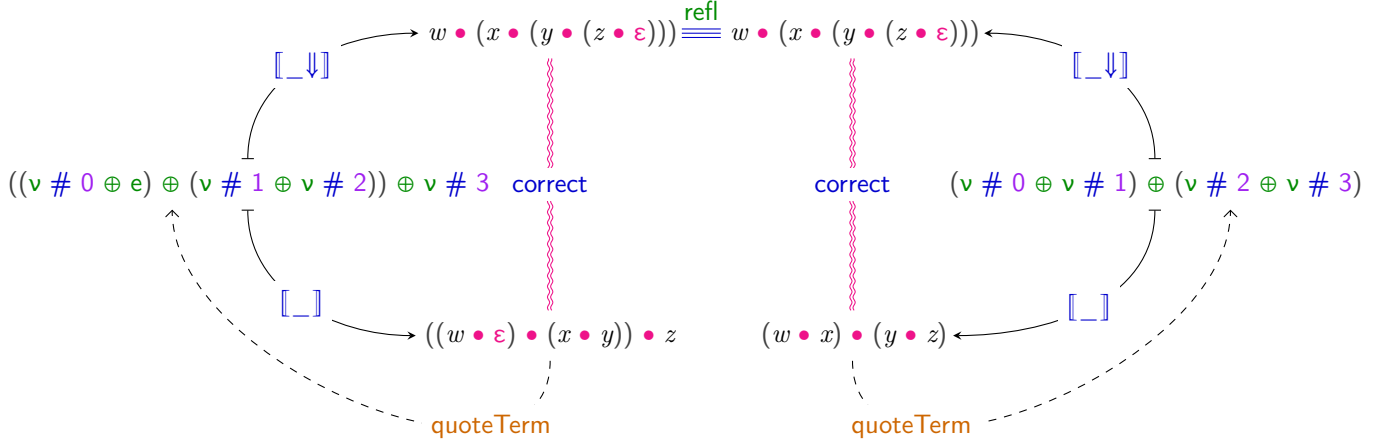 refl
w • (x • (y • (z • ε))) ≡ w • (x • (y • (z • ε)))
⟦_⇓⟧ ⟦_⇓⟧
((ν # 0 ⊕ e) ⊕ (ν # 1 ⊕ ν # 2)) ⊕ ν # 3 correct correct (ν # 0 ⊕ ν # 1) ⊕ (ν # 2 ⊕ ν # 3)
⟦_⟧ ⟦_⟧
((w • ε) • (x • y)) • z (w • x) • (y • z)
quoteTerm quoteTerm